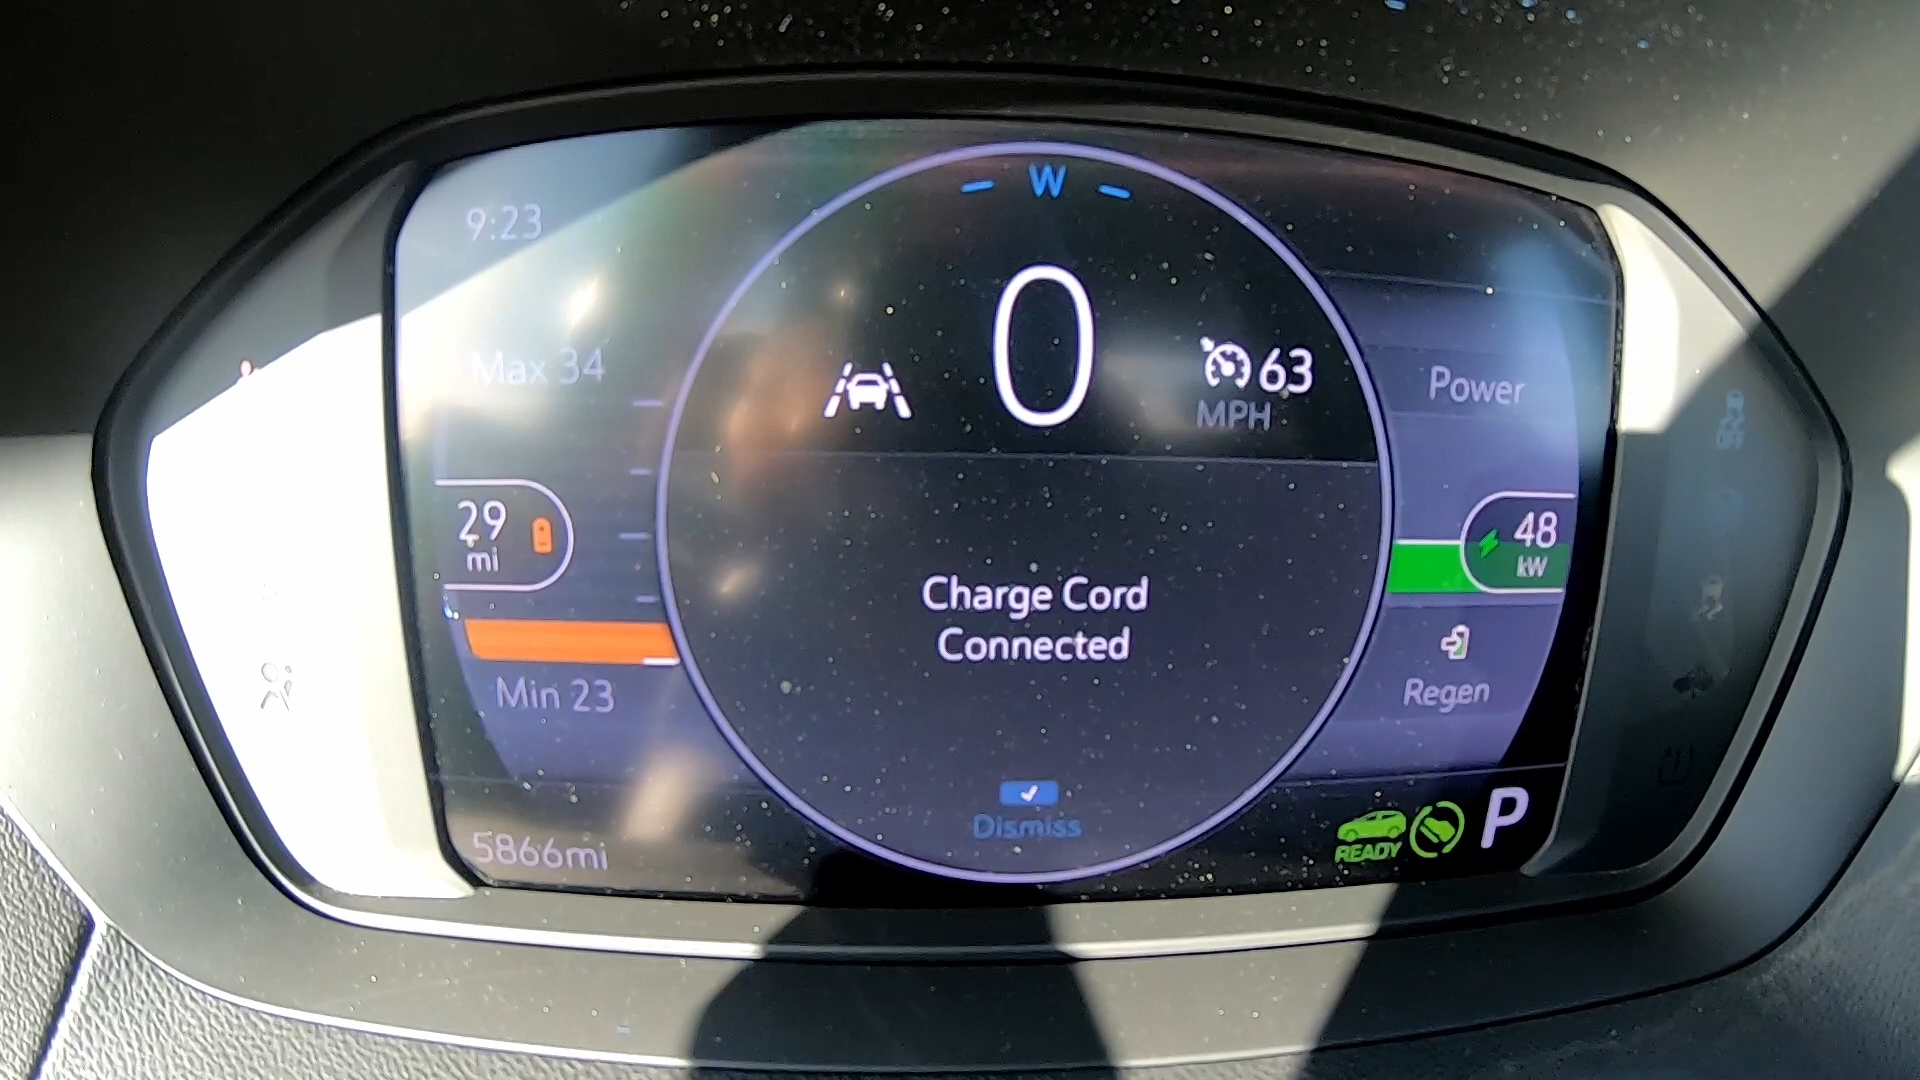 W
9:23
0
63
MPH
Max 34
Power
29
mi
48
kW
Charge Cord
Connected
Min 23
Regen
Dismiss
5866mi
READY
P